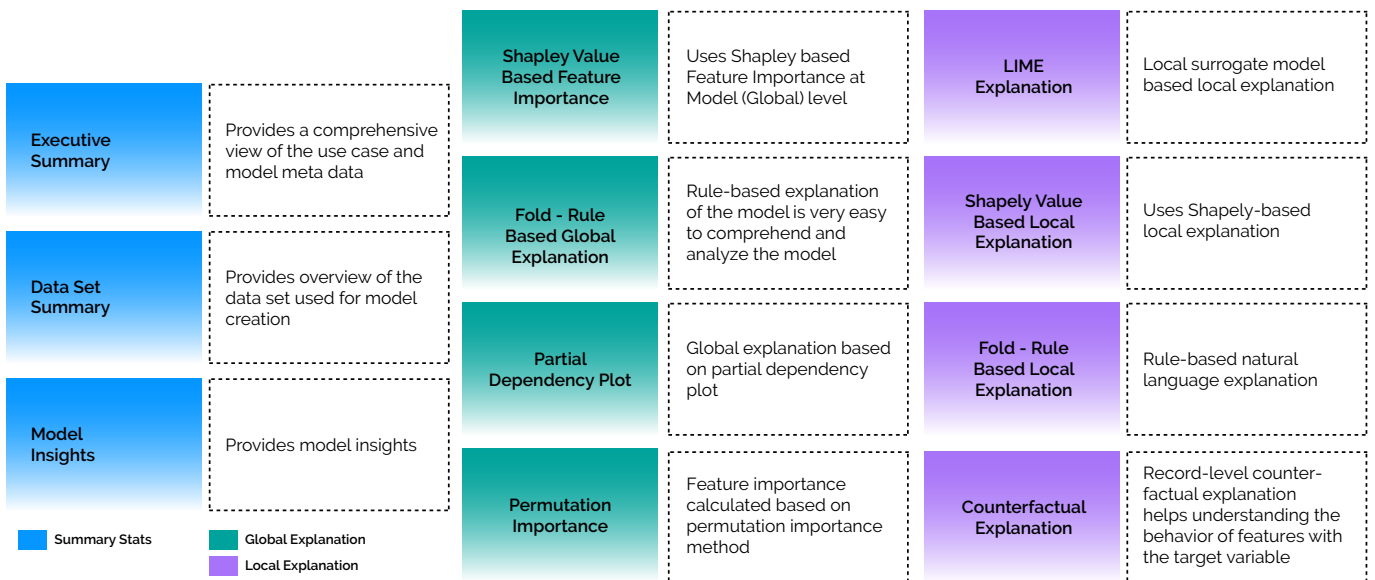 Executive
Summary
Provides a comprehensive
view of the use case and
model meta data
Data Set
Summary
Provides overview of the
data set used for model
creation
Model
Insights
Provides model insights
Summary Stats
Global Explanation
Local Explanation
Shapley Value
Based Feature
Importance
Uses Shapley based
Feature Importance at
Model (Global) level
Fold - Rule
Based Global
Explanation
Rule-based explanation
of the model is very easy
to comprehend and
analyze the model
Partial
Dependency Plot
Global explanation based
on partial dependency
plot
Permutation
Importance
Feature importance
calculated based on
permutation importance
method
LIME
Explanation
Local surrogate model
based local explanation
Shapely Value
Based Local
Explanation
Uses Shapely-based
local explanation
Fold - Rule
Based Local
Explanation
Rule-based natural
language explanation
Counterfactual
Explanation
Record-level counter-
factual explanation
helps understanding the
behavior of features with
the target variable